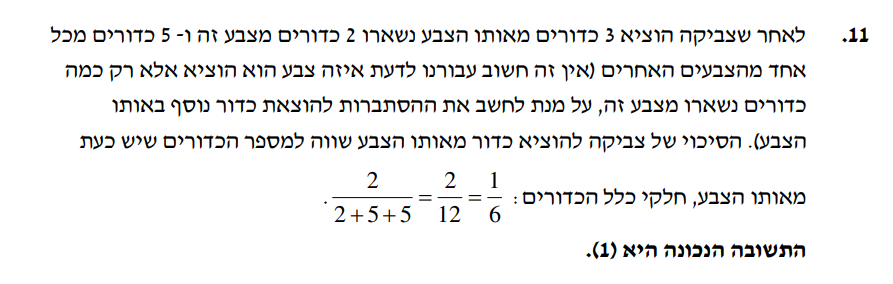 11. לאחר שצביקה הוציא 3 כדורים מאותו הצבע נשארו 2 כדורים מצבע זה ו- 5 כדורים מכל
אחד מהצבעים האחרים (אין זה חשוב עבורנו לדעת איזה צבע הוא הוציא אלא רק כמה
כדורים נשארו מצבע זה, על מנת לחשב את ההסתברות להוצאת כדור נוסף באותו
הצבע). הסיכוי של צביקה להוציא כדור מאותו הצבע שווה למספר הכדורים שיש כעת
מאותו הצבע, חלקי כלל הכדורים: 2/(2+5+5) = 2/12 = 1/6.
התשובה הנכונה היא (1).